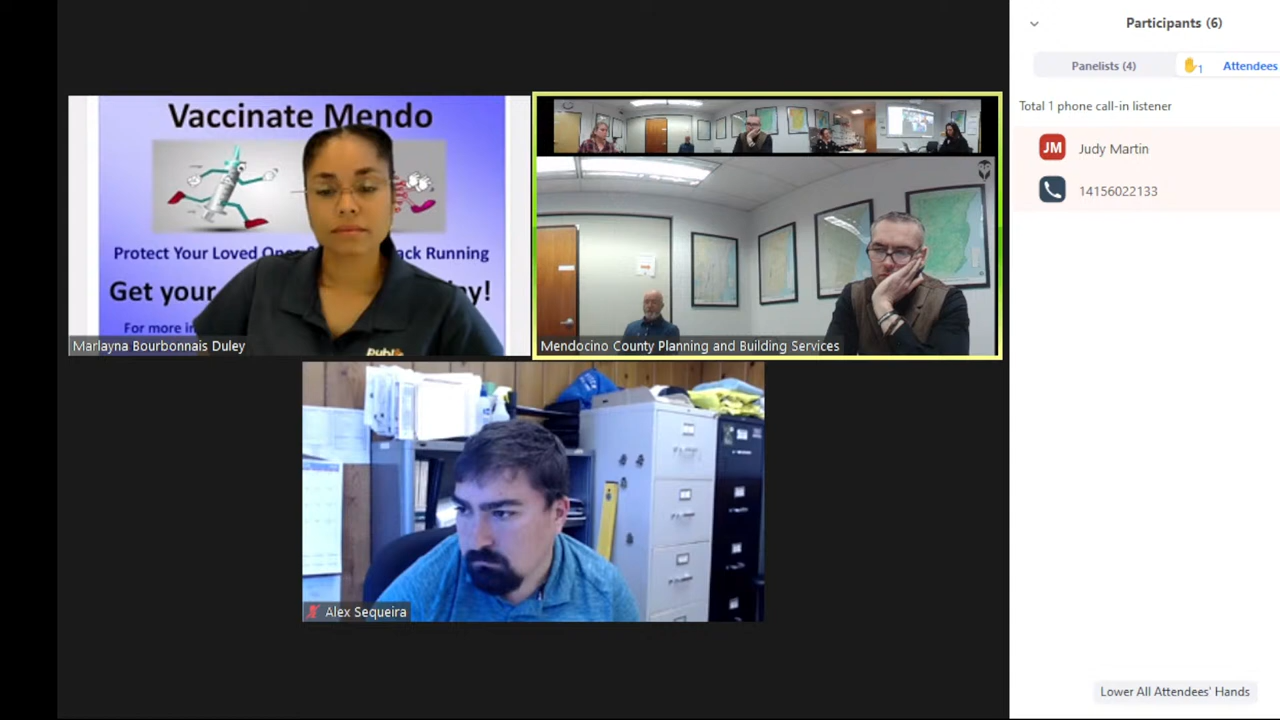 Vaccinate Mendo
Protect Your Loved ack Running
Get your y!
For more in
Marlayna Bourbonnais Duley
Mendocino County Planning and Building Services
Alex Sequeira
Participants (6)
Panelists (4)
1
Attendees
Total 1 phone call-in listener
JM
Judy Martin
14156022133
Lower All Attendees' Hands